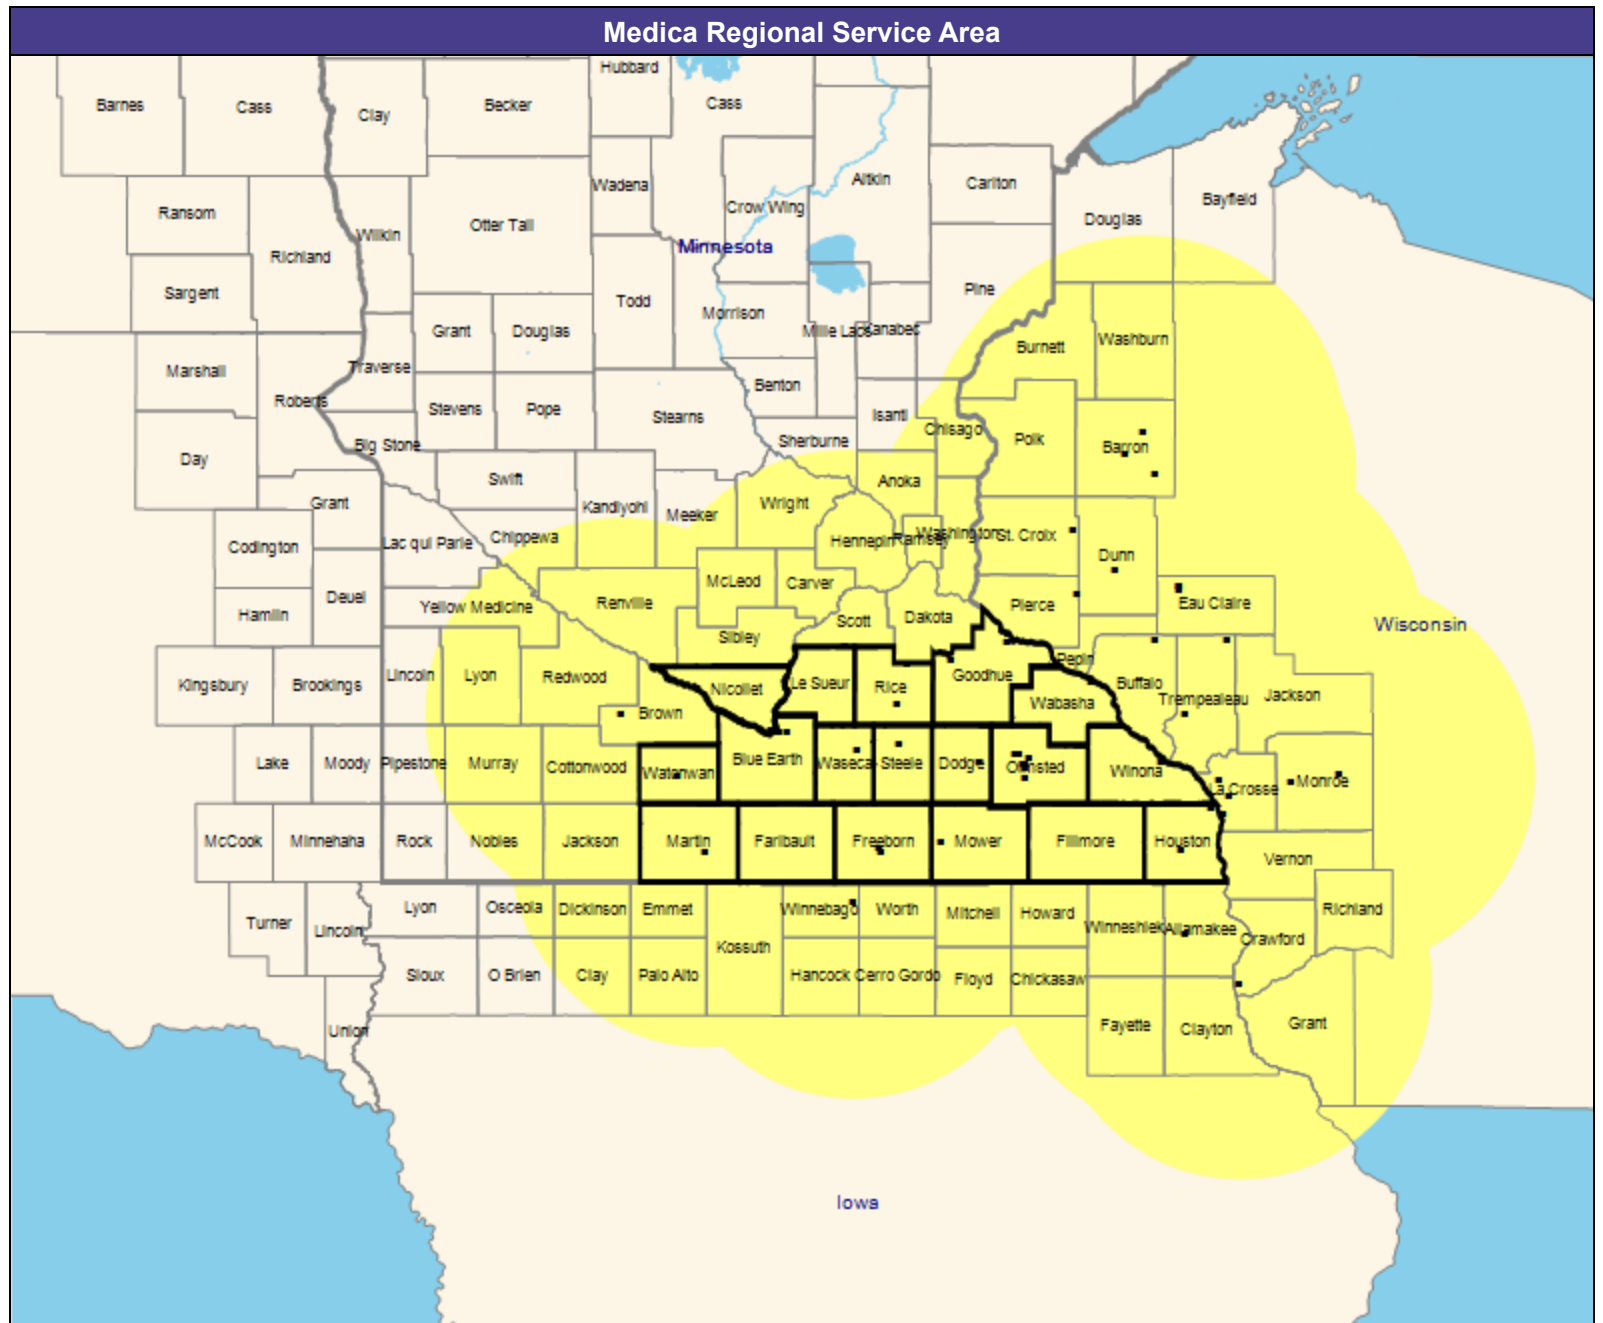 Medica Regional Service Area
Hubbard
Barnes
Cass
Clay
Becker
Cass
Wadena
Aitkin
Carlton
Ransom
Crow Wing
Bayfield
Otter Tail
Douglas
Wilkin
Minnesota
Richland
Sargent
Todd
Pine
Morrison
Grant
Douglas
Mille Lacs
Kanabec
Burnett
Washburn
Marshall
Traverse
Roberts
Benton
Stevens
Pope
Stearns
Isanti
Chisago
Polk
Barron
Big Stone
Sherburne
Day
Swift
Anoka
Grant
Kandiyohi
Meeker
Wright
Codington
Lac qui Parle
Chippewa
Hennepin
Ramsey
Washington
St. Croix
Dunn
Deuel
McLeod
Carver
Hamlin
Yellow Medicine
Renville
Pierce
Eau Claire
Scott
Dakota
Wisconsin
Sibley
Pepin
Kingsbury
Brookings
Lincoln
Lyon
Redwood
Nicollet
Le Sueur
Rice
Goodhue
Buffalo
Trempealeau
Jackson
Brown
Wabasha
Lake
Moody
Pipestone
Murray
Cottonwood
Watonwan
Blue Earth
Waseca
Steele
Dodge
Olmsted
Winona
La Crosse
Monroe
McCook
Minnehaha
Rock
Nobles
Jackson
Martin
Faribault
Freeborn
Mower
Fillmore
Houston
Vernon
Turner
Lincoln
Lyon
Osceola
Dickinson
Emmet
Kossuth
Winnebago
Worth
Mitchell
Howard
Winneshiek
Allamakee
Crawford
Richland
Sioux
O Brien
Clay
Palo Alto
Hancock
Cerro Gordo
Floyd
Chickasaw
Union
Fayette
Clayton
Grant
Iowa